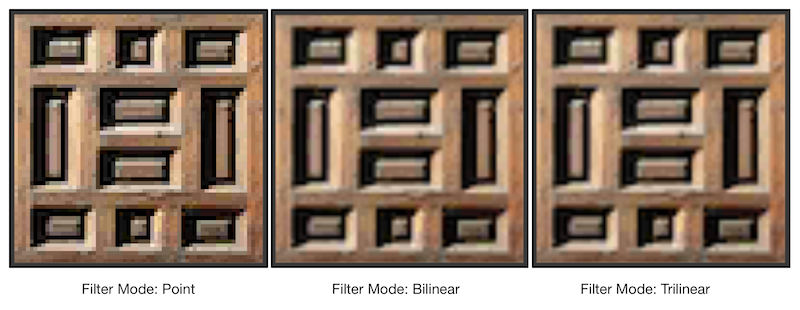 Filter Mode: Point
Filter Mode: Bilinear
Filter Mode: Trilinear